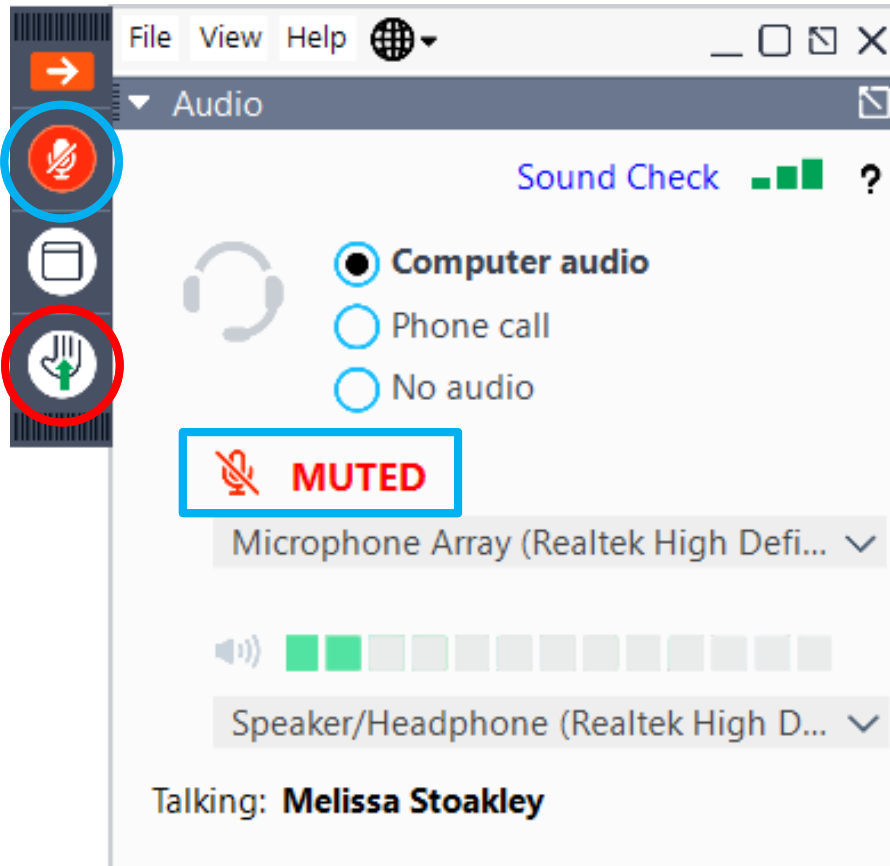 File View Help
Audio
Sound Check ?
Computer audio
Phone call
No audio
MUTED
Microphone Array (Realtek High Defi...
Speaker/Headphone (Realtek High D...
Talking: Melissa Stoakley